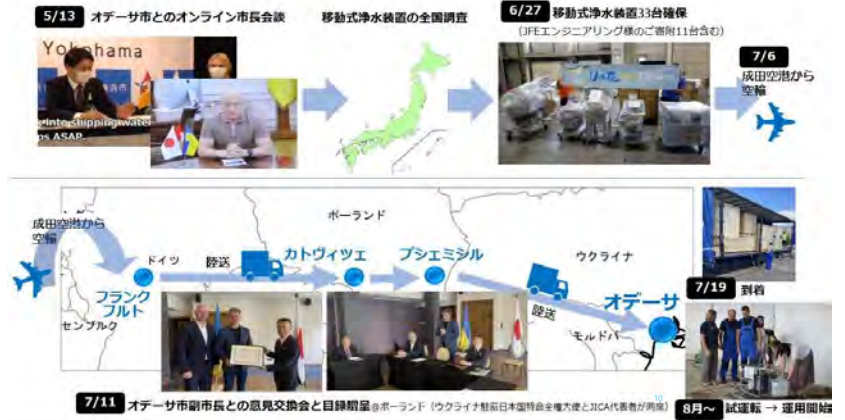 5/13 オデーサ市とのオンライン市長会談
移動式浄水装置の全国調査
6/27 移動式浄水装置33台確保
（JFEエンジニアリング様のご寄附11台含む）
7/6
成田空港から
空輸
Yokohama
into shipping water
ps ASAP.
成田空港から
空輸
ドイツ
陸送
ポーランド
カトヴィツェ
プシェミシル
ウクライナ
陸送
オデーサ
モルドバ
フランク
フルト
センブルク
7/19 到着
7/11 オデーサ市副市長との意見交換会と目録贈呈@ポーランド（ウクライナ駐箚日本国特命全権大使とJICA代表者が同席）
10
8月～ 試運転 → 運用開始